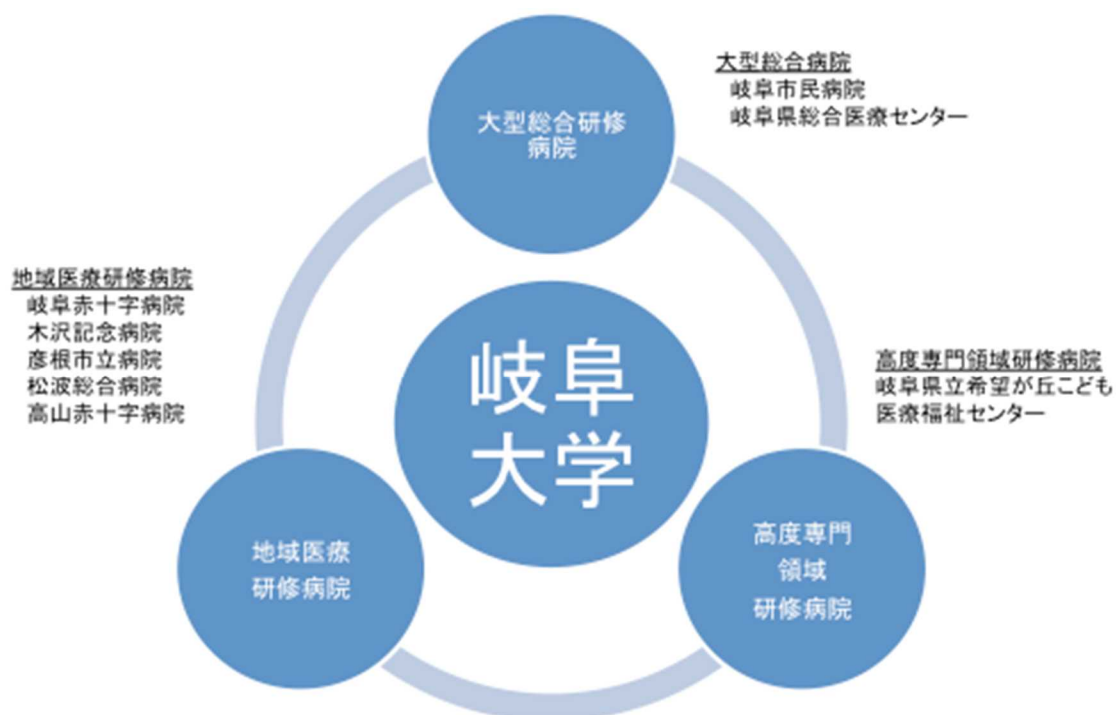 大型総合研修
病院
大型総合病院
岐阜市民病院
岐阜県総合医療センター
地域医療研修病院
岐阜赤十字病院
木沢記念病院
彦根市立病院
松波総合病院
高山赤十字病院
岐阜
大学
高度専門領域研修病院
岐阜県立希望が丘こども
医療福祉センター
地域医療
研修病院
高度専門
領域
研修病院